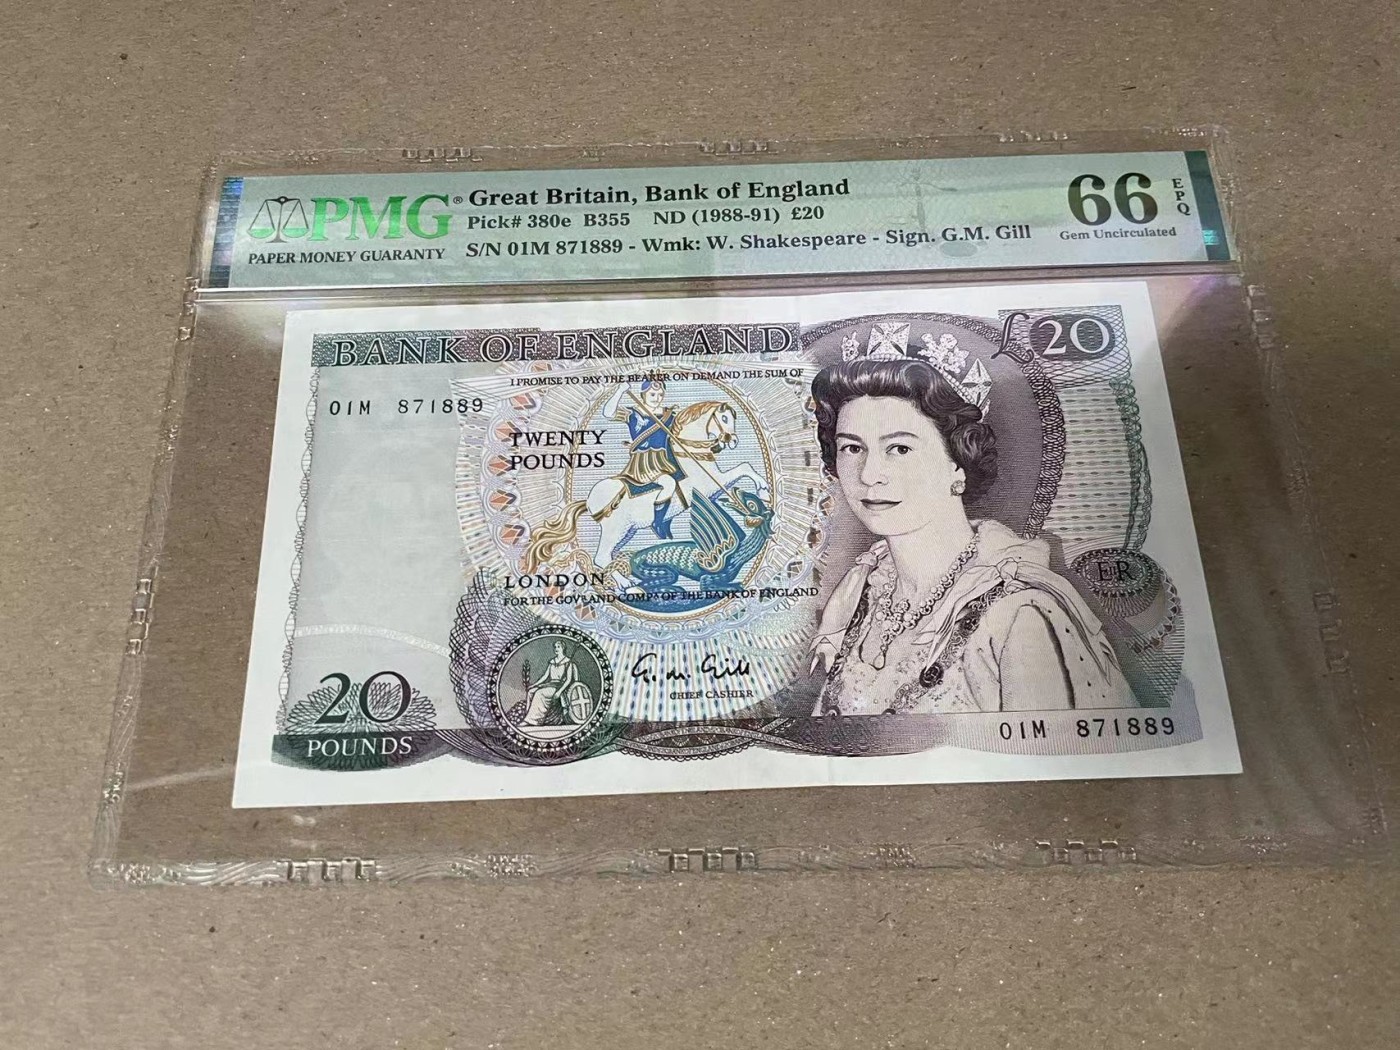 PMG®
PAPER MONEY GUARANTY
Great Britain, Bank of England
Pick# 380e B355 ND (1988-91) £20
S/N 01M 871889 - Wmk: W. Shakespeare - Sign. G.M. Gill
66
EPQ
Gem Uncirculated
BANK OF ENGLAND
£20
I PROMISE TO PAY THE BEARER ON DEMAND THE SUM OF
01M 871889
TWENTY
POUNDS
LONDON
FOR THE GOVR AND COMPA OF THE BANK OF ENGLAND
EIIR
G. M. Gill
CHIEF CASHIER
20
POUNDS
01M 871889